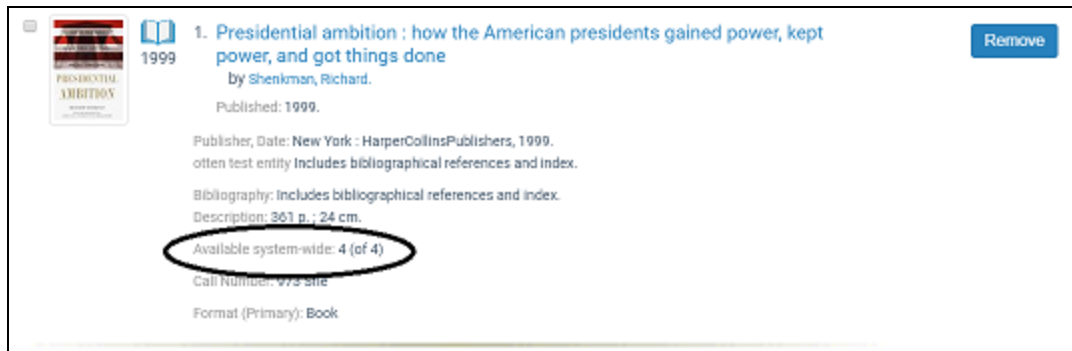 1. Presidential ambition : how the American presidents gained power, kept
power, and got things done
Remove
1999
PRESIDENTIAL
AMBITION
by Shenkman, Richard.
Published: 1999.
Publisher, Date: New York : HarperCollinsPublishers, 1999.
otten test entity Includes bibliographical references and index.
Bibliography: Includes bibliographical references and index.
Description: 361 p. ; 24 cm.
Available system-wide: 4 (of 4)
Call Number: 973 She
Format (Primary): Book